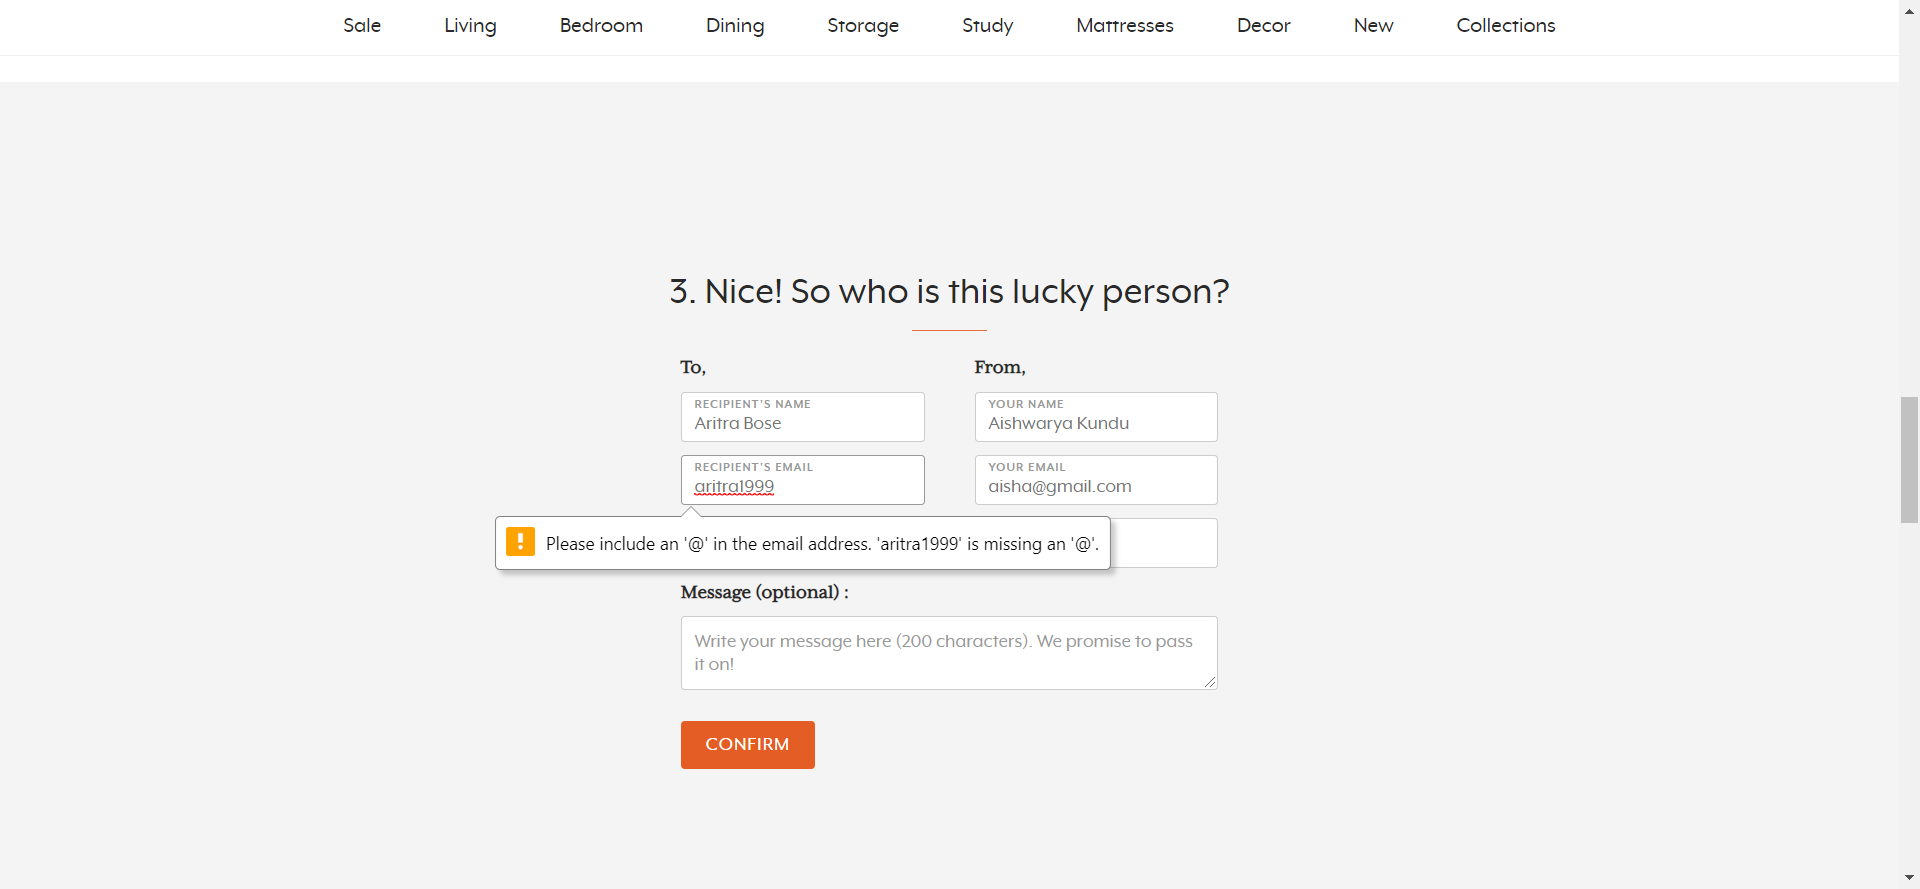 Sale Living Bedroom Dining Storage Study Mattresses Decor New Collections
3. Nice! So who is this lucky person?
To,
From,
RECIPIENT'S NAME
Aritra Bose
YOUR NAME
Aishwarya Kundu
RECIPIENT'S EMAIL
aritra1999
YOUR EMAIL
aisha@gmail.com
Please include an '@' in the email address. 'aritra1999' is missing an '@'.
Message (optional) :
Write your message here (200 characters). We promise to pass
it on!
CONFIRM